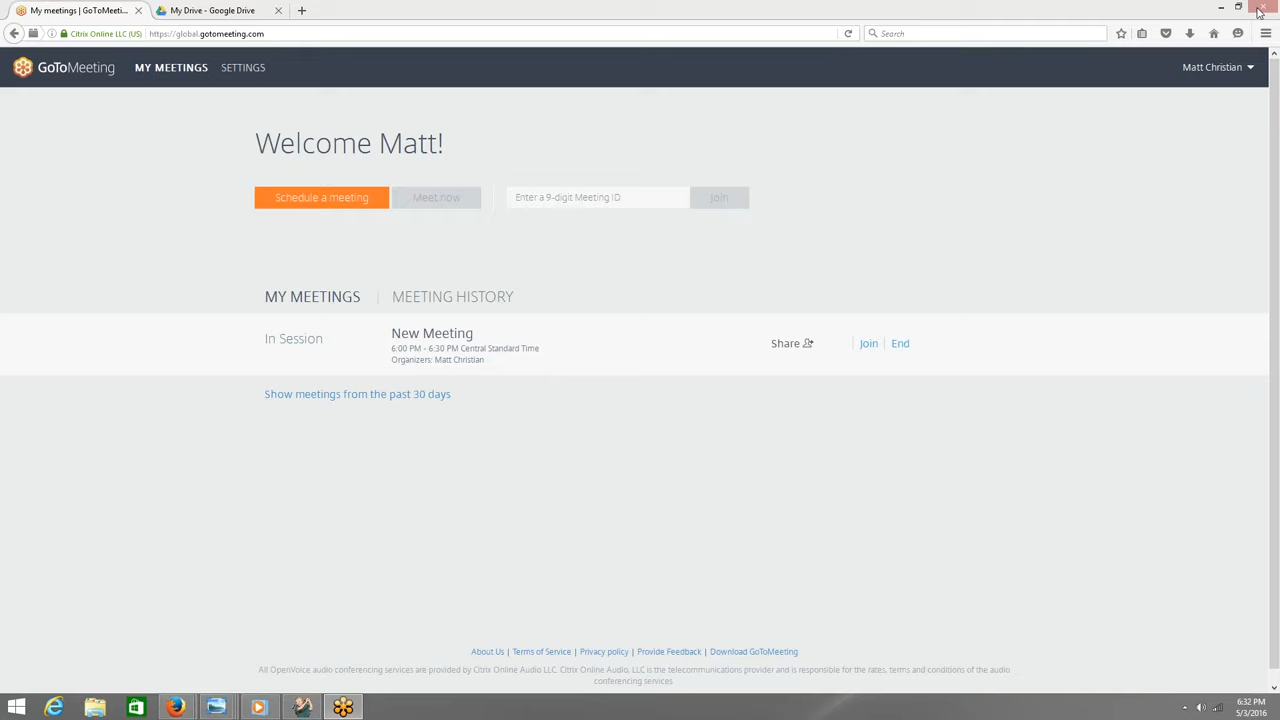 My meetings | GoToMeeti...
My Drive - Google Drive
Citrix Online LLC (US)
https://global.gotomeeting.com
Search
GoToMeeting
MY MEETINGS
SETTINGS
Matt Christian
Welcome Matt!
Schedule a meeting
Meet now
Enter a 9-digit Meeting ID
Join
MY MEETINGS
MEETING HISTORY
In Session
New Meeting
6:00 PM - 6:30 PM Central Standard Time
Organizers: Matt Christian
Share
Join
End
Show meetings from the past 30 days
About Us | Terms of Service | Privacy policy | Provide Feedback | Download GoToMeeting
All OpenVoice audio conferencing services are provided by Citrix Online Audio LLC. Citrix Online Audio, LLC is the telecommunications provider and is responsible for the rates, terms and conditions of the audio
conferencing services
6:32 PM
5/3/2016